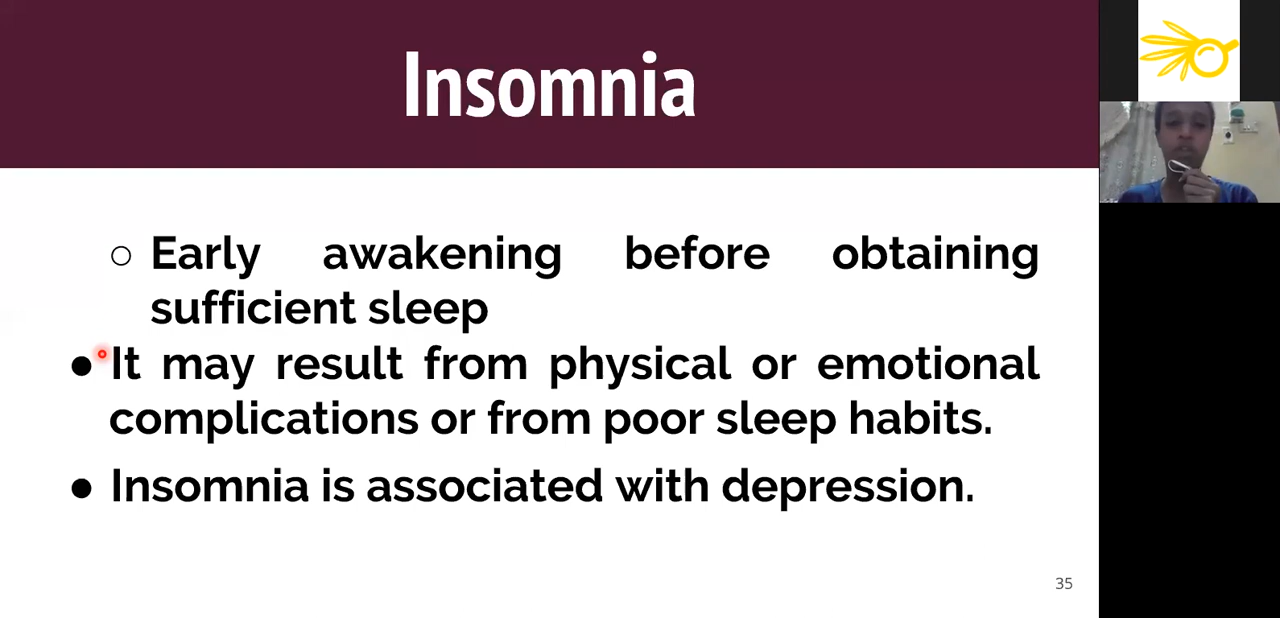 Insomnia
○ Early awakening before obtaining
sufficient sleep
● It may result from physical or emotional
complications or from poor sleep habits.
● Insomnia is associated with depression.
35